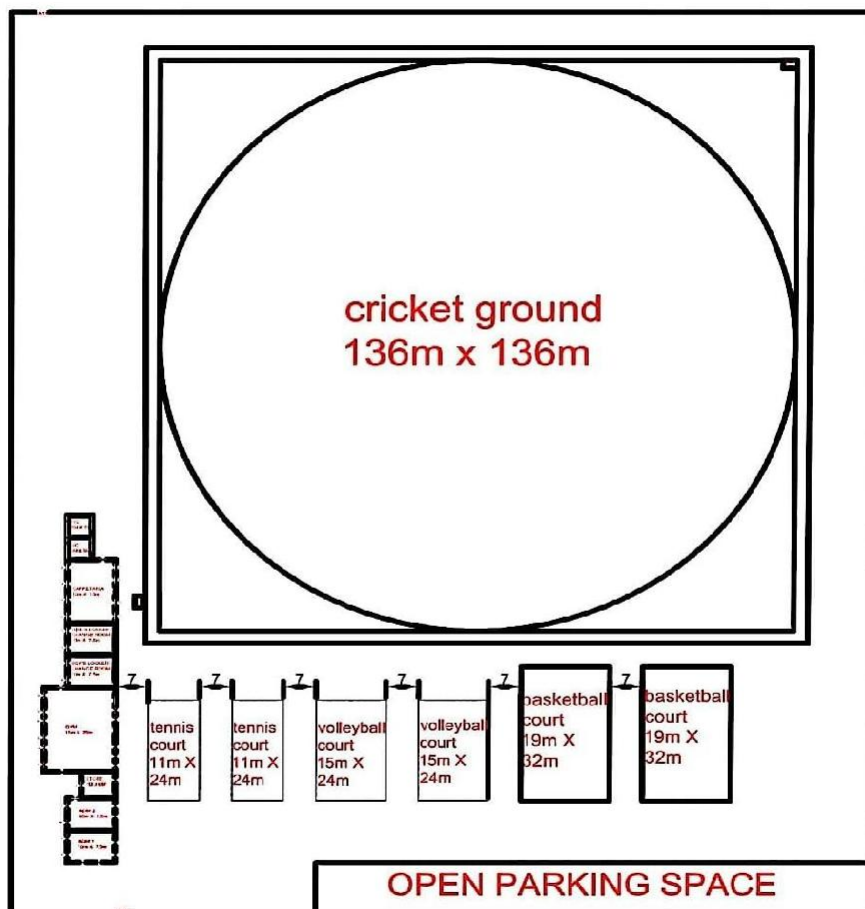 cricket ground
136m x 136m
7
7
7
7
7
7
tennis
court
11m X
24m
tennis
court
11m X
24m
volleyball
court
15m X
24m
volleyball
court
15m X
24m
basketball
court
19m X
32m
basketball
court
19m X
32m
GYM
OPEN PARKING SPACE